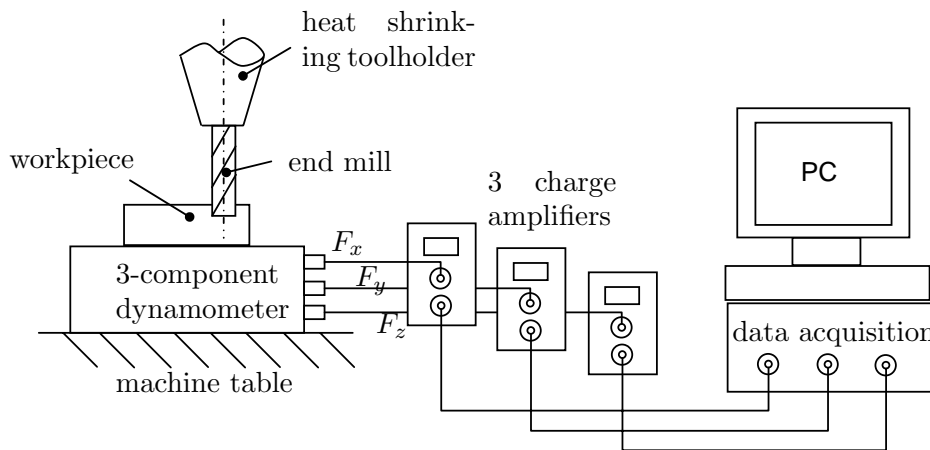 heat shrink-
ing toolholder
workpiece
end mill
3 charge
amplifiers
PC
F_x
3-component
F_y
dynamometer
F_z
data acquisition
machine table